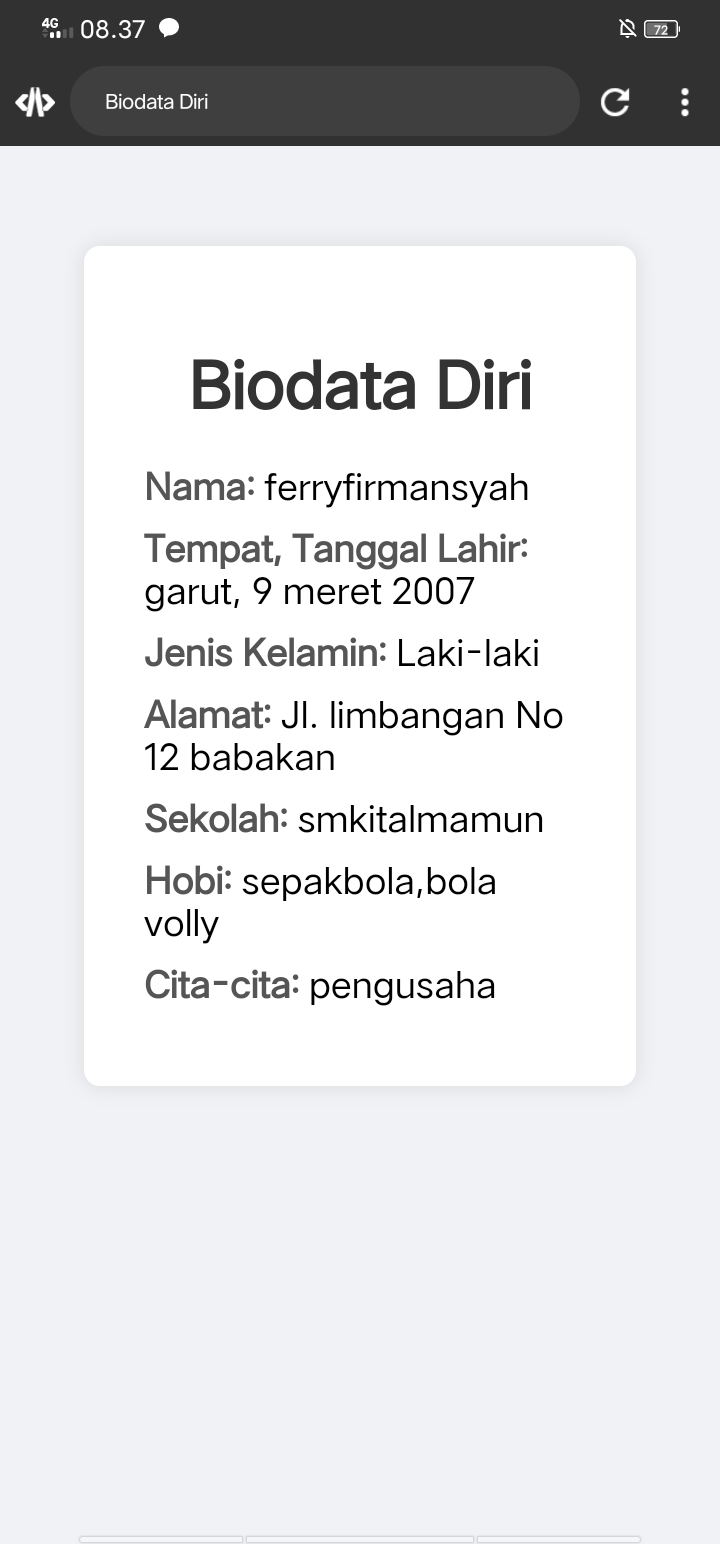 4G 08.37 72
Biodata Diri
Biodata Diri
Nama: ferryfirmansyah
Tempat, Tanggal Lahir:
garut, 9 meret 2007
Jenis Kelamin: Laki-laki
Alamat: Jl. limbangan No
12 babakan
Sekolah: smkitalmamun
Hobi: sepakbola,bola
volly
Cita-cita: pengusaha